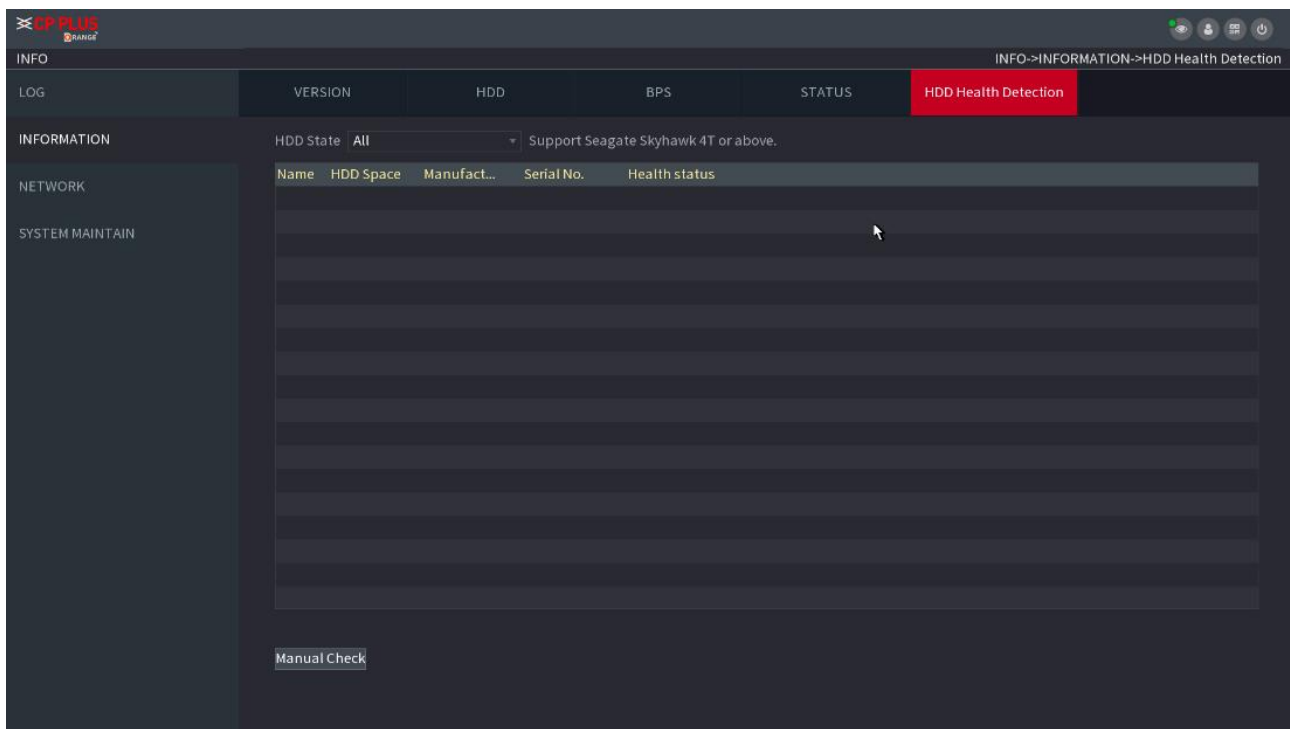 CP PLUS
ORANGE
INFO INFO->INFORMATION->HDD Health Detection
LOG VERSION HDD BPS STATUS HDD Health Detection
INFORMATION HDD State All Support Seagate Skyhawk 4T or above.
Name HDD Space Manufact... Serial No. Health status
NETWORK
SYSTEM MAINTAIN
Manual Check